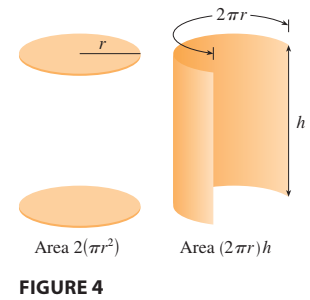 2πr
r
h
Area 2(πr²)
Area (2πr)h
FIGURE 4